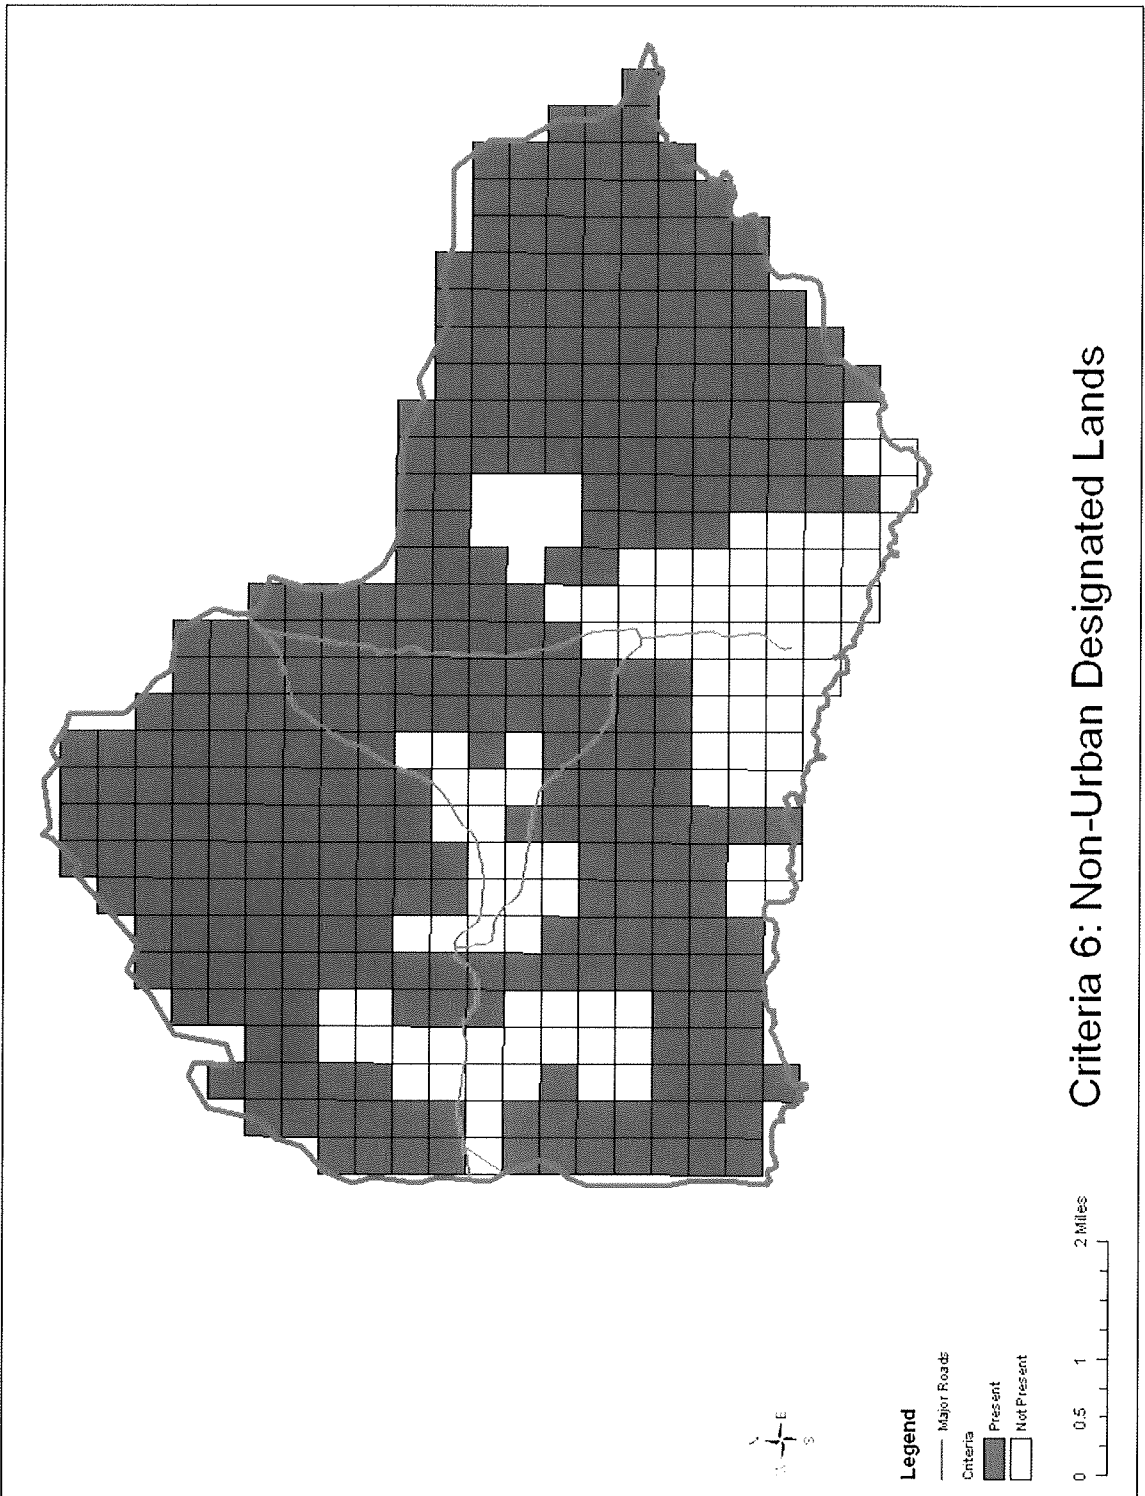 Criteria 6: Non-Urban Designated Lands
Legend
Major Roads
Criteria
Present
Not Present
0 0.5 1 2 Miles
E
S